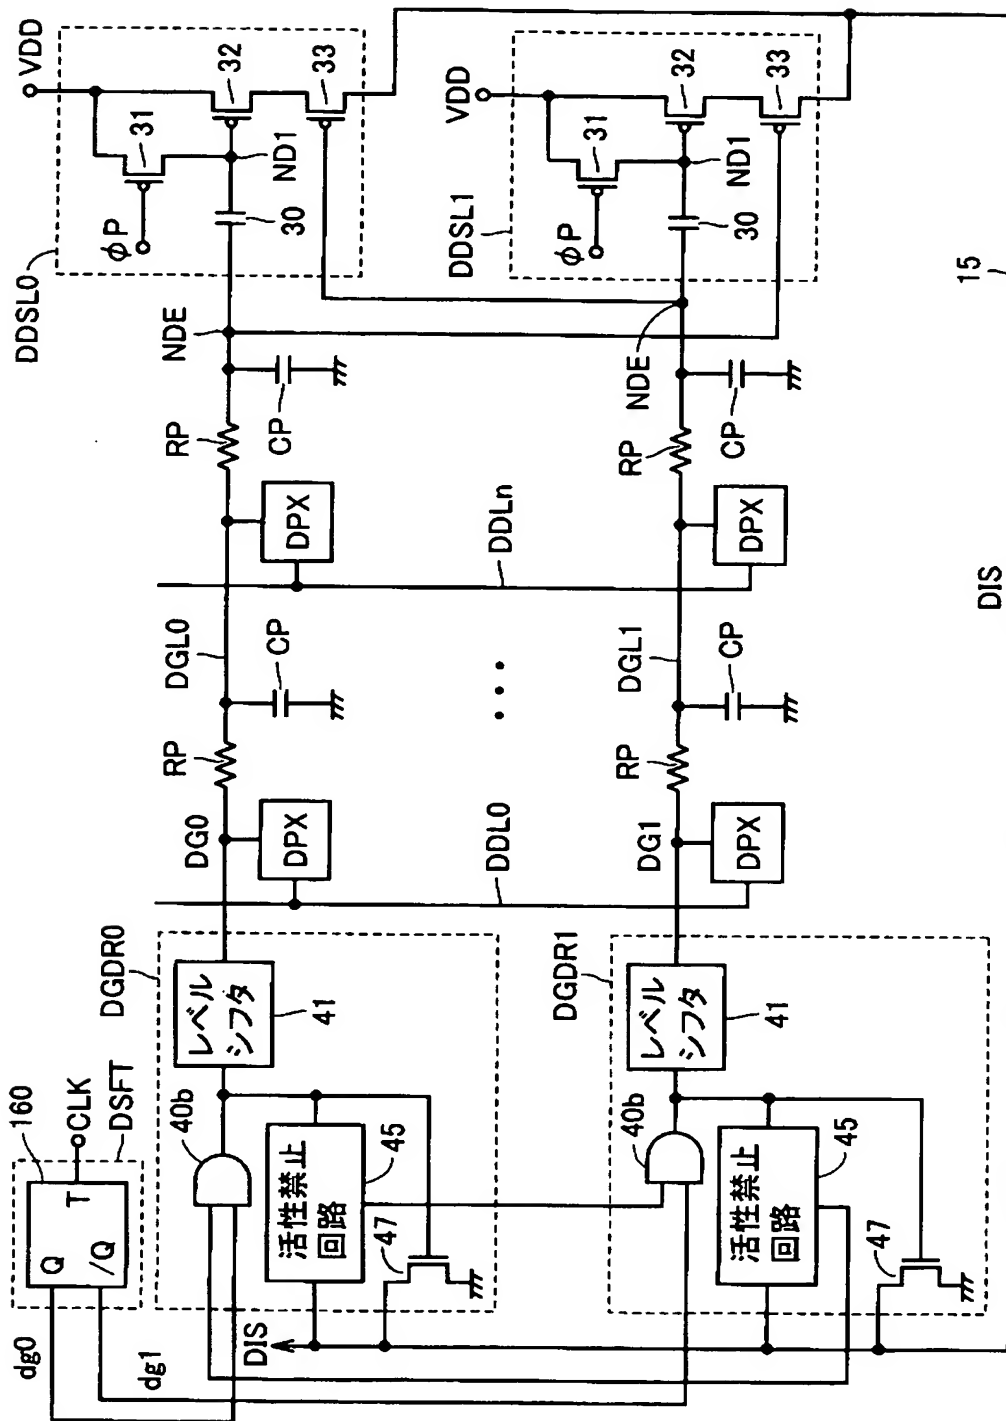 160
Q
/Q
T
CLK
DSFT
dg0
dg1
DGDR0
40b
レベル
シフタ
41
活性禁止
回路
45
47
DIS
DG0
DPX
RP
DGL0
CP
DPX
RP
CP
NDE
DDSL0
φP
31
30
ND1
32
33
VDD
DDL0
...
DDLn
DGDR1
40b
レベル
シフタ
41
活性禁止
回路
45
47
DG1
DPX
RP
DGL1
CP
DPX
RP
CP
NDE
DDSL1
φP
31
30
ND1
32
33
VDD
DIS
15